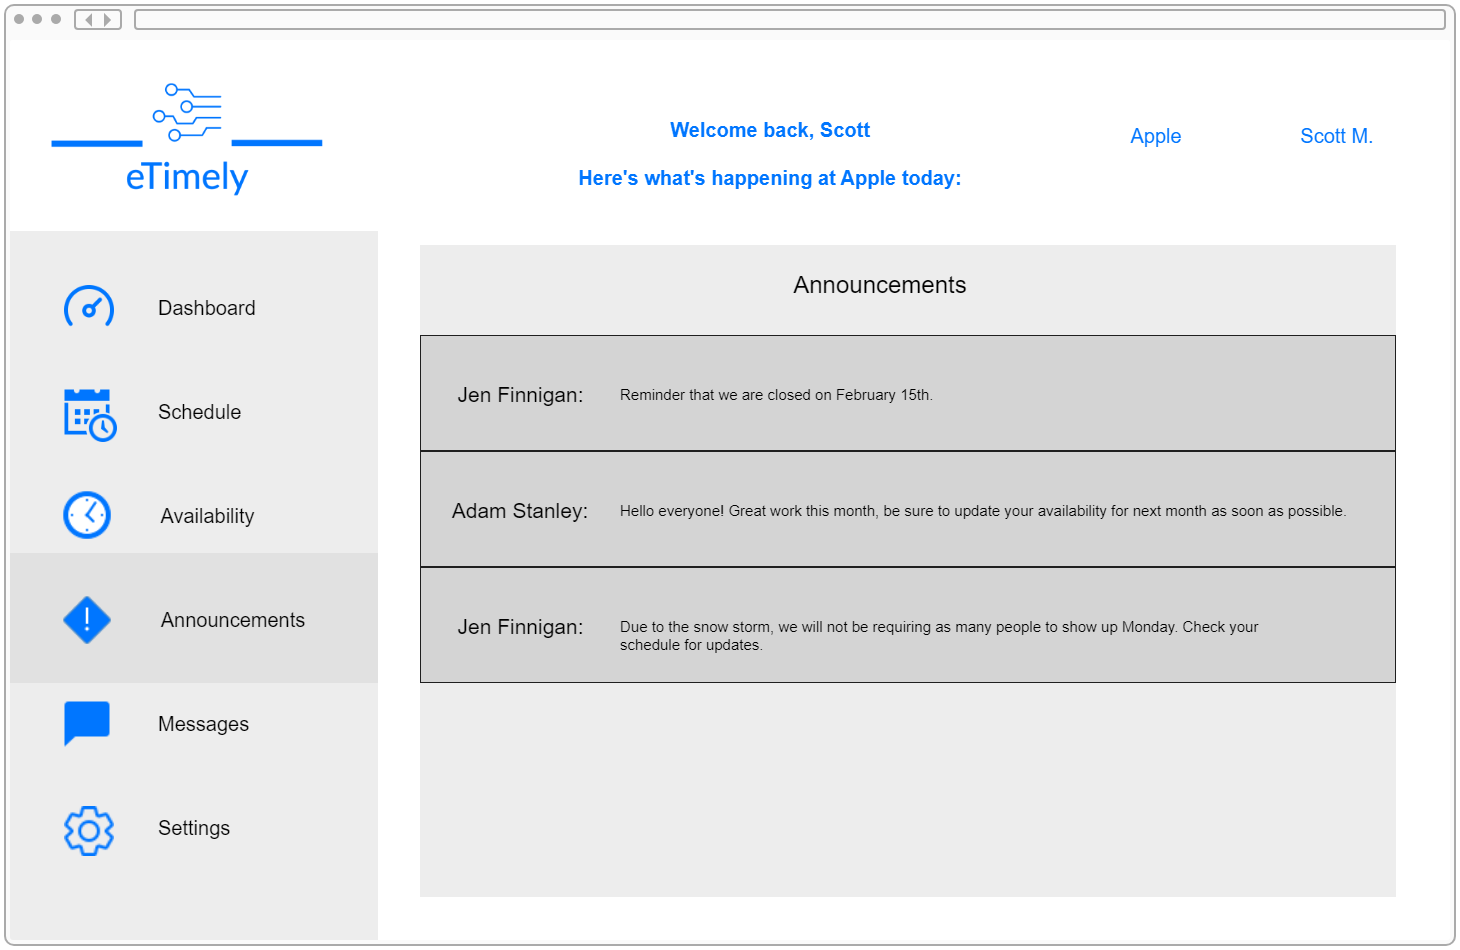 eTimely
Welcome back, Scott
Here's what's happening at Apple today:
Apple
Scott M.
Dashboard
Schedule
Availability
Announcements
Messages
Settings
Announcements
Jen Finnigan:
Reminder that we are closed on February 15th.
Adam Stanley:
Hello everyone! Great work this month, be sure to update your availability for next month as soon as possible.
Jen Finnigan:
Due to the snow storm, we will not be requiring as many people to show up Monday. Check your
schedule for updates.